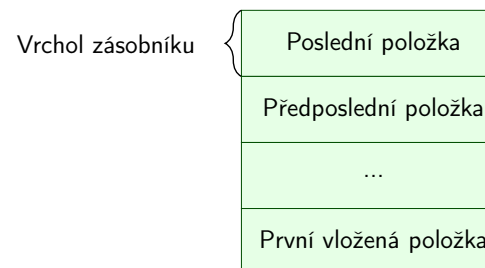 Vrchol zásobníku
Poslední položka
Předposlední položka
...
První vložená položka